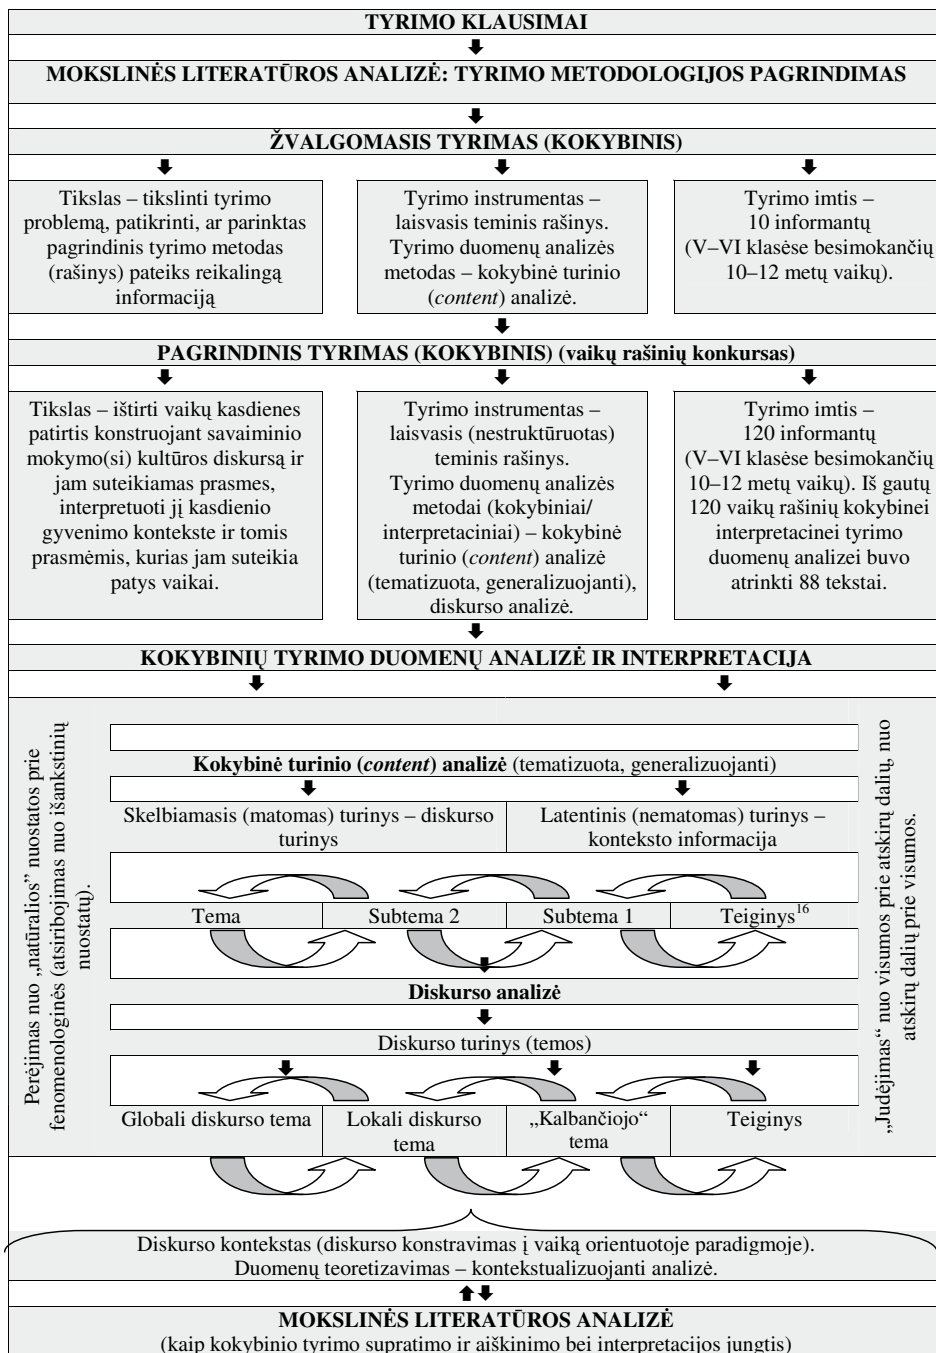 TYRIMO KLAUSIMAI
MOKSLINĖS LITERATŪROS ANALIZĖ: TYRIMO METODOLOGIJOS PAGRINDIMAS
ŽVALGOMASIS TYRIMAS (KOKYBINIS)
Tikslas – tikslinti tyrimo
problemą, patikrinti, ar parinktas
pagrindinis tyrimo metodas
(rašinys) pateiks reikalingą
informaciją
Tyrimo instrumentas –
laisvasis teminis rašinys.
Tyrimo duomenų analizės
metodas – kokybinė turinio
(content) analizė.
Tyrimo imtis –
10 informantų
(V–VI klasėse besimokančių
10–12 metų vaikų).
PAGRINDINIS TYRIMAS (KOKYBINIS) (vaikų rašinių konkursas)
Tikslas – ištirti vaikų kasdienes
patirtis konstruojant savaiminio
mokymo(si) kultūros diskursą ir
jam suteikiamas prasmes,
interpretuoti jį kasdienio
gyvenimo kontekste ir tomis
prasmėmis, kurias jam suteikia
patys vaikai.
Tyrimo instrumentas –
laisvasis (nestruktūruotas)
teminis rašinys.
Tyrimo duomenų analizės
metodai (kokybiniai/
interpretaciniai) – kokybinė
turinio (content) analizė
(tematizuota, generalizuojanti),
diskurso analizė.
Tyrimo imtis –
120 informantų
(V–VI klasėse besimokančių
10–12 metų vaikų). Iš gautų
120 vaikų rašinių kokybinei
interpretacinei tyrimo
duomenų analizei buvo
atrinkti 88 tekstai.
KOKYBINIŲ TYRIMO DUOMENŲ ANALIZĖ IR INTERPRETACIJA
Perėjimas nuo „natūralios” nuostatos prie
fenomenologinės (atsiribojimas nuo išankstinių
nuostatų).
Kokybinė turinio (content) analizė (tematizuota, generalizuojanti)
Skelbiamasis (matomas) turinys – diskurso
turinys
Latentinis (nematomas) turinys –
konteksto informacija
Tema
Subtema 2
Subtema 1
Teiginys16
Diskurso analizė
Diskurso turinys (temos)
Globali diskurso tema
Lokali diskurso
tema
„Kalbančiojo“
tema
Teiginys
„Judėjimas“ nuo visumos prie atskirų dalių, nuo
atskirų dalių prie visumos.
Diskurso kontekstas (diskurso konstravimas į vaiką orientuotoje paradigmoje).
Duomenų teoretizavimas – kontekstualizuojanti analizė.
MOKSLINĖS LITERATŪROS ANALIZĖ
(kaip kokybinio tyrimo supratimo ir aiškinimo bei interpretacijos jungtis)